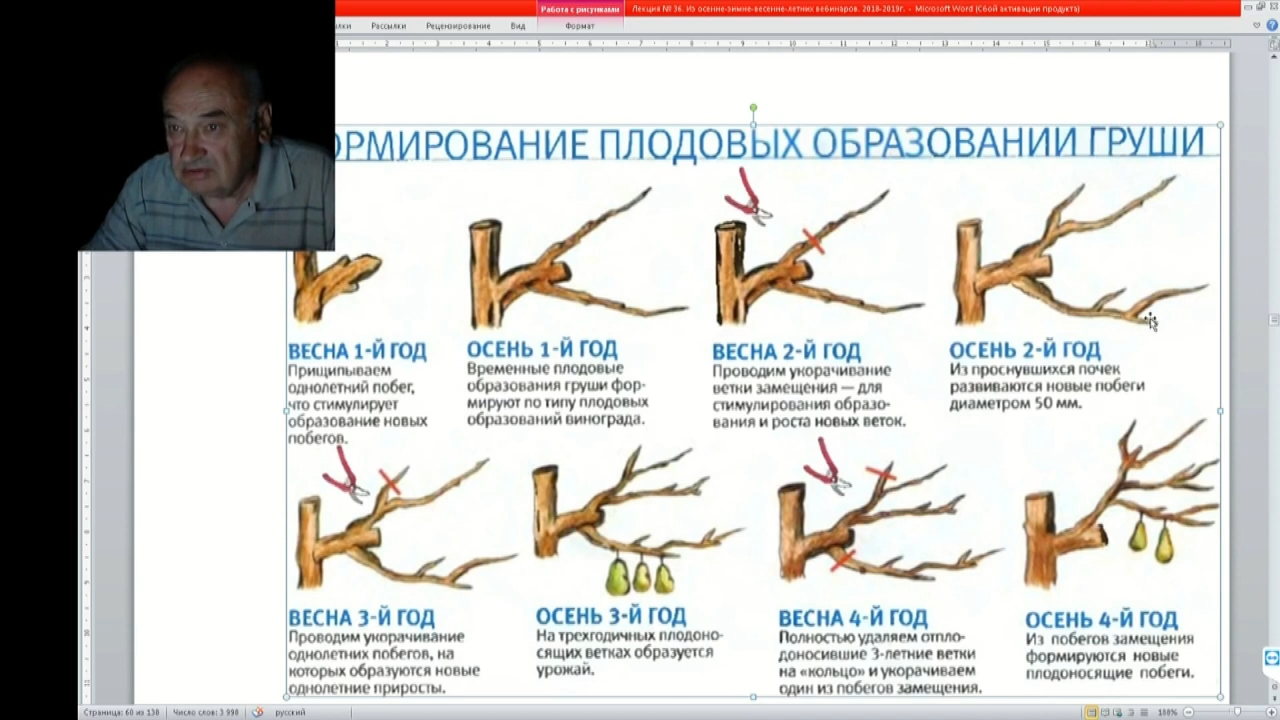 Работа с рисунками
Лекция № 36. Из осенне-зимне-весенне-летних вебинаров. 2018-2019г. - Microsoft Word (Сбой активации продукта)
Рассылки Рецензирование Вид Формат
ОРМИРОВАНИЕ ПЛОДОВЫХ ОБРАЗОВАНИИ ГРУШИ
ВЕСНА 1-Й ГОД
Прищипываем
однолетний побег,
что стимулирует
образование новых
побегов.
ОСЕНЬ 1-Й ГОД
Временные плодовые
образования груши фор-
мируют по типу плодовых
образований винограда.
ВЕСНА 2-Й ГОД
Проводим укорачивание
ветки замещения — для
стимулирования образо-
вания и роста новых веток.
ОСЕНЬ 2-Й ГОД
Из проснувшихся почек
развиваются новые побеги
диаметром 50 мм.
ВЕСНА 3-Й ГОД
Проводим укорачивание
однолетних побегов, на
которых образуются новые
однолетние приросты.
ОСЕНЬ 3-Й ГОД
На трехгодичных плодоно-
сящих ветках образуется
урожай.
ВЕСНА 4-Й ГОД
Полностью удаляем отпло-
доносившие 3-летние ветки
на «кольцо» и укорачиваем
один из побегов замещения.
ОСЕНЬ 4-Й ГОД
Из побегов замещения
формируются новые
плодоносящие побеги.
Страница: 60 из 138 Число слов: 3 998 русский 188%